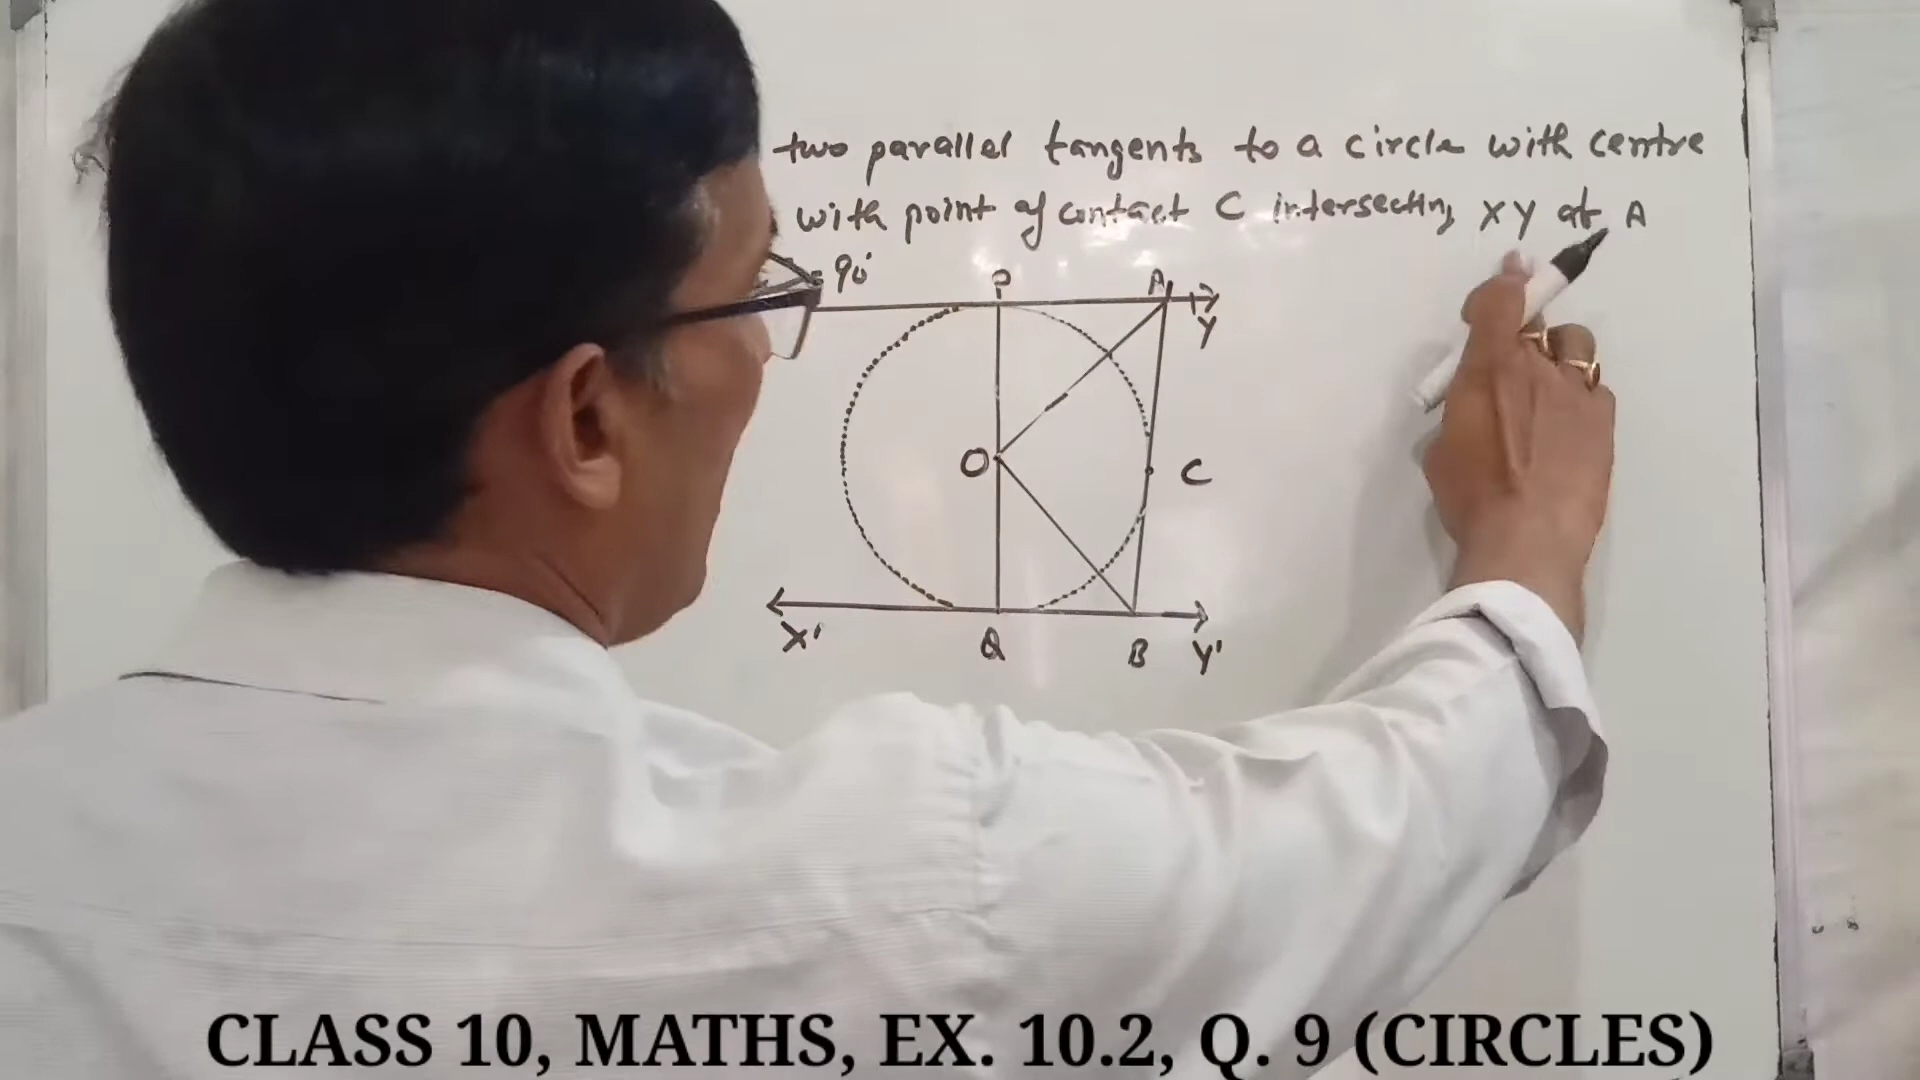 two parallel tangents to a circle with centre
with point of contact C intersecting XY at A
= 90°
P
A
Y
O
C
X'
Q
B
Y'
CLASS 10, MATHS, EX. 10.2, Q. 9 (CIRCLES)